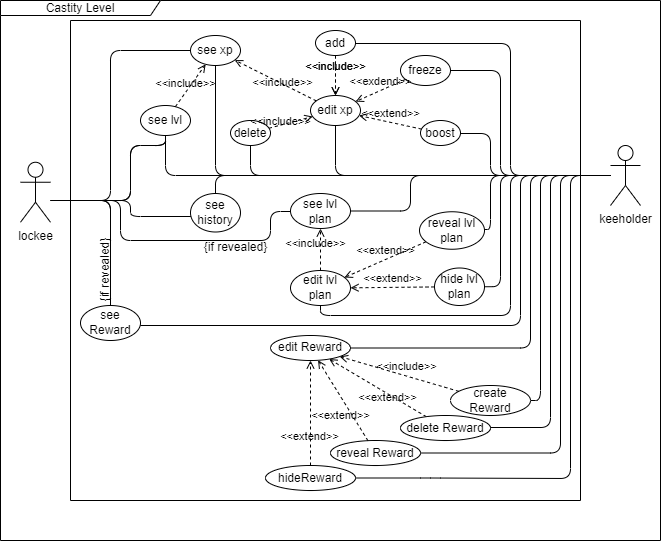 Castity Level
see xp
add
<<include>>
freeze
<<include>>
<<include>>
<<extend>>
see lvl
edit xp
<<extend>>
delete
<<include>>
boost
lockee
keeholder
see
history
see lvl
plan
reveal lvl
plan
{if revealed}
<<include>>
<<extend>>
{if revealed}
edit lvl
plan
<<extend>>
hide lvl
plan
see
Reward
edit Reward
<<include>>
create
Reward
<<extend>>
<<extend>>
delete Reward
<<extend>>
reveal Reward
hideReward